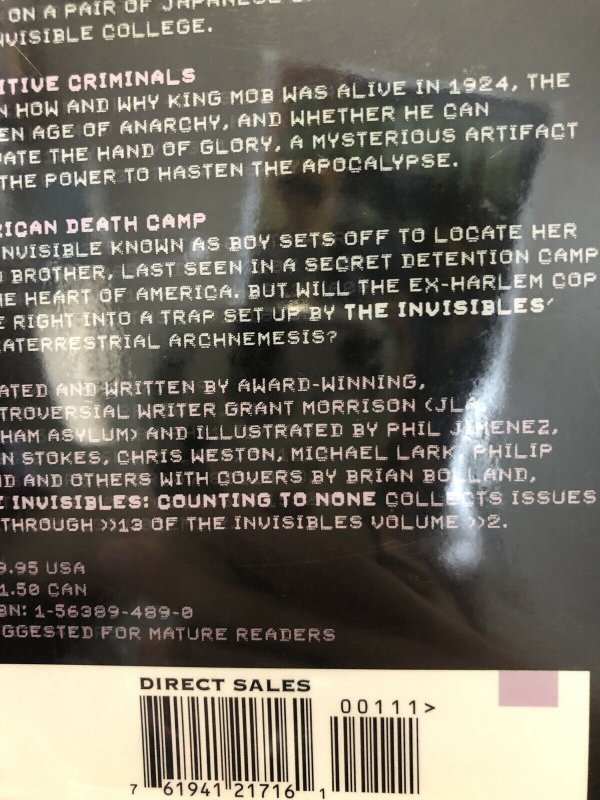 ON A PAIR OF JAPANESE
VISIBLE COLLEGE.
ITIVE CRIMINALS
N HOW AND WHY KING MOB WAS ALIVE IN 1924, THE
EN AGE OF ANARCHY, AND WHETHER HE CAN
ATE THE HAND OF GLORY, A MYSTERIOUS ARTIFACT
THE POWER TO HASTEN THE APOCALYPSE.
ICAN DEATH CAMP
NVISIBLE KNOWN AS BOY SETS OFF TO LOCATE HER
BROTHER, LAST SEEN IN A SECRET DETENTION CAMP
E HEART OF AMERICA. BUT WILL THE EX-HARLEM COP
E RIGHT INTO A TRAP SET UP BY THE INVISIBLES'
ATERRESTRIAL ARCHNEMESIS?
ATED AND WRITTEN BY AWARD-WINNING,
TROVERSIAL WRITER GRANT MORRISON (JLA,
HAM ASYLUM) AND ILLUSTRATED BY PHIL JIMENEZ,
N STOKES, CHRIS WESTON, MICHAEL LARK, PHILIP
D AND OTHERS WITH COVERS BY BRIAN BOLLAND,
E INVISIBLES: COUNTING TO NONE COLLECTS ISSUES
THROUGH »13 OF THE INVISIBLES VOLUME »2.
9.95 USA
1.50 CAN
BN: 1-56389-489-0
GGESTED FOR MATURE READERS
DIRECT SALES
00111>
7 61941 21716 1